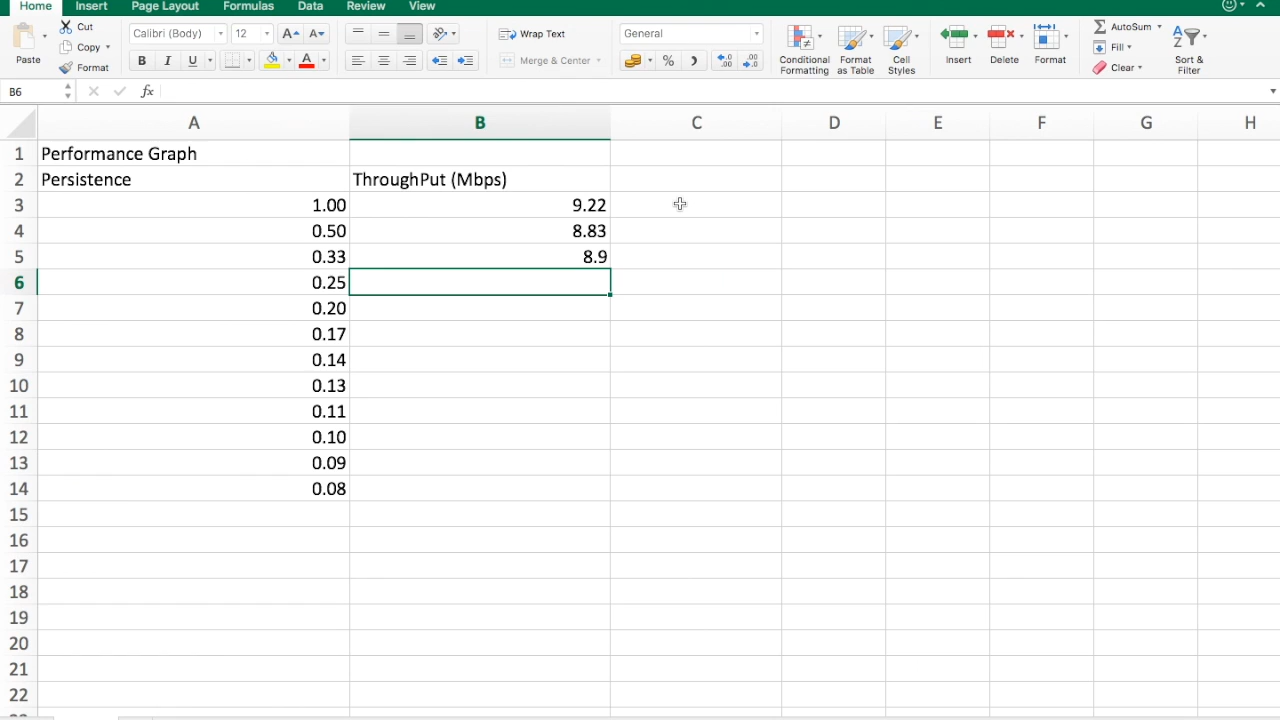 Home Insert Page Layout Formulas Data Review View
Cut Calibri (Body) 12 A A Wrap Text General AutoSum
Copy Fill
Paste Format B I U A Merge & Center % Conditional Formatting Format as Table Cell Styles Insert Delete Format Clear Sort & Filter
B6 fx
A B C D E F G H
1 Performance Graph
2 Persistence ThroughPut (Mbps)
3 1.00 9.22
4 0.50 8.83
5 0.33 8.9
6 0.25
7 0.20
8 0.17
9 0.14
10 0.13
11 0.11
12 0.10
13 0.09
14 0.08
15
16
17
18
19
20
21
22